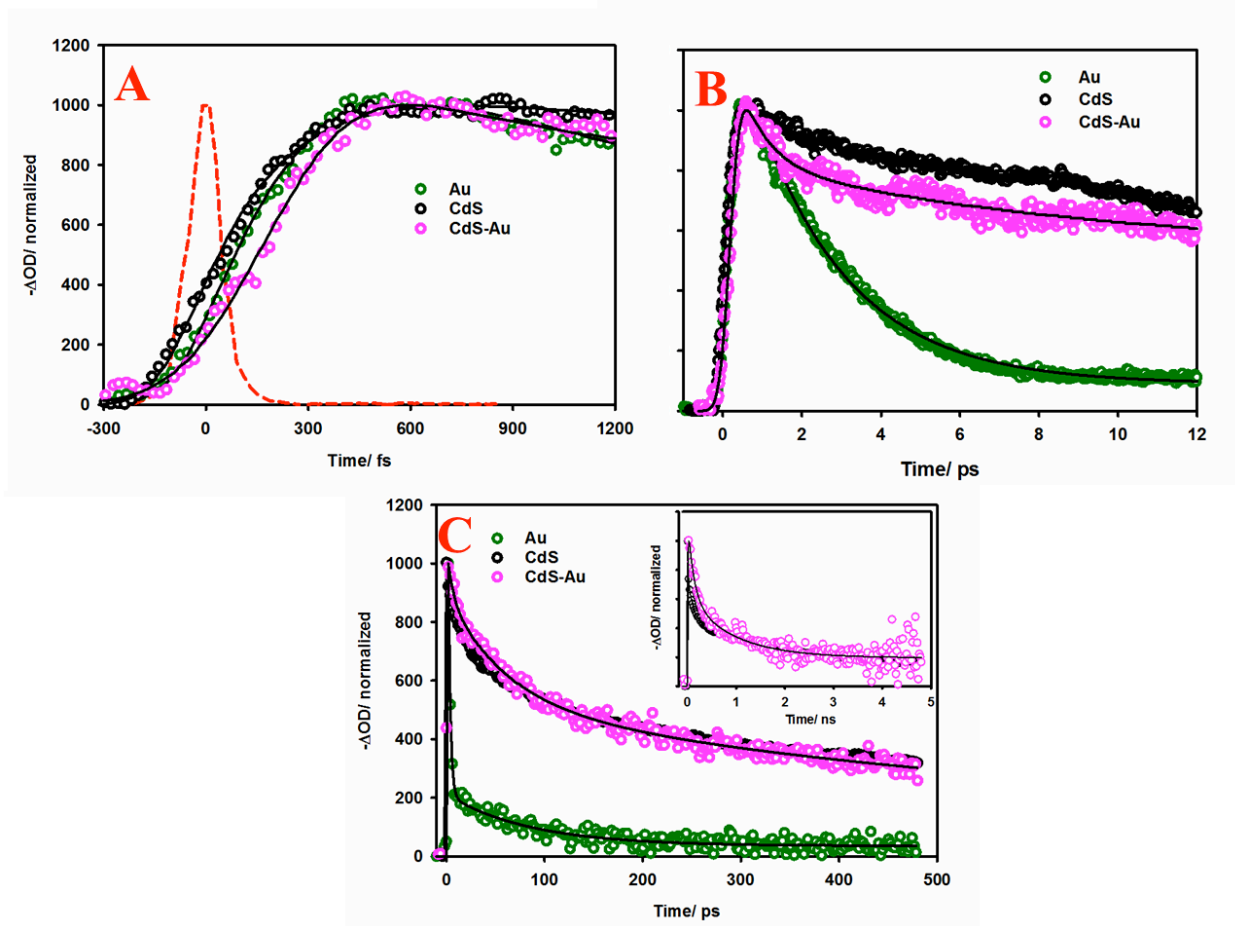 A
-ΔOD/ normalized
1200
1000
800
600
400
200
0
Au
CdS
CdS-Au
-300 0 300 600 900 1200
Time/ fs
B
Au
CdS
CdS-Au
0 2 4 6 8 10 12
Time/ ps
C
-ΔOD/ normalized
1200
1000
800
600
400
200
0
Au
CdS
CdS-Au
-ΔOD/ normalized
0 1 2 3 4 5
Time/ ns
0 100 200 300 400 500
Time/ ps